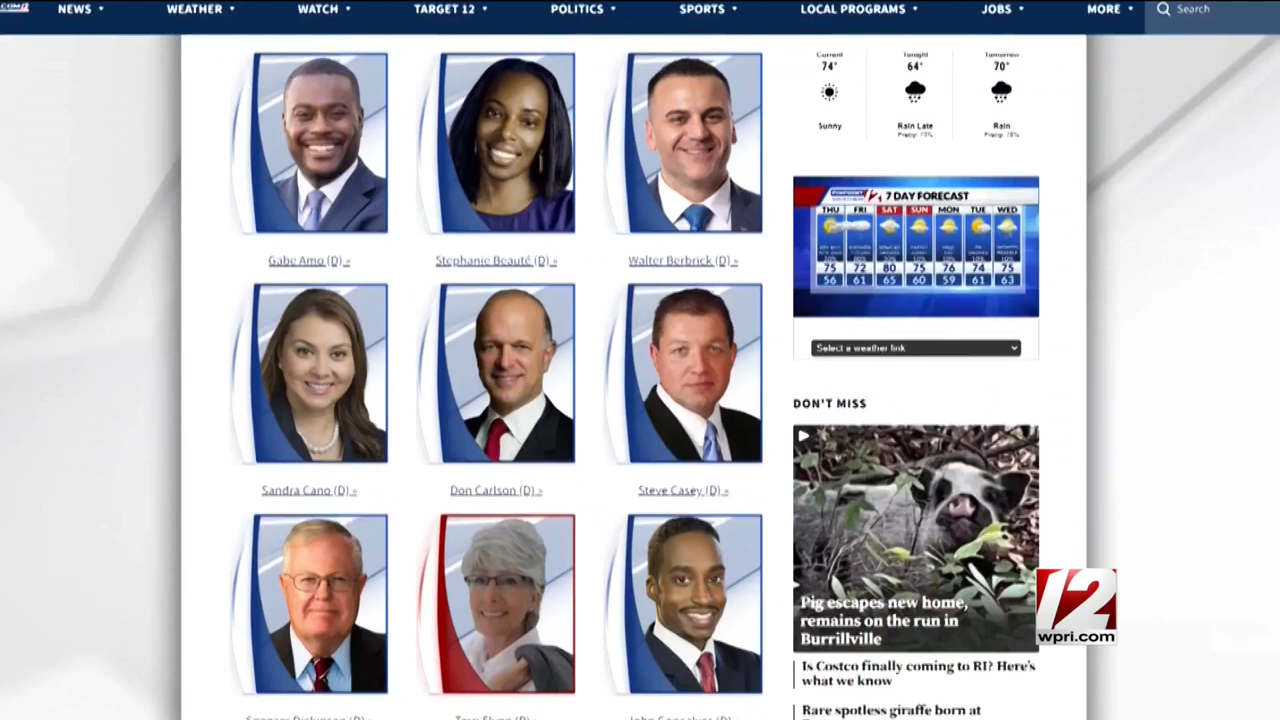 NEWS WEATHER WATCH TARGET 12 POLITICS SPORTS LOCAL PROGRAMS JOBS MORE Search
Current Tonight Tomorrow
74° 64° 70°
Sunny Rain Late Rain
Precip: 78%
Gabe Amo (D) »
Stephanie Beauté (D) »
Walter Berbrick (D) »
12 7 DAY FORECAST
THU FRI SAT SUN MON TUE WED
75 72 80 75 76 74 75
56 61 65 60 59 61 63
Select a weather link
Sandra Cano (D) »
Don Carlson (D) »
Steve Casey (D) »
DON'T MISS
Pig escapes new home,
remains on the run in
Burrillville
12
wpri.com
Is Costco finally coming to RI? Here's
what we know
Rare spotless giraffe born at